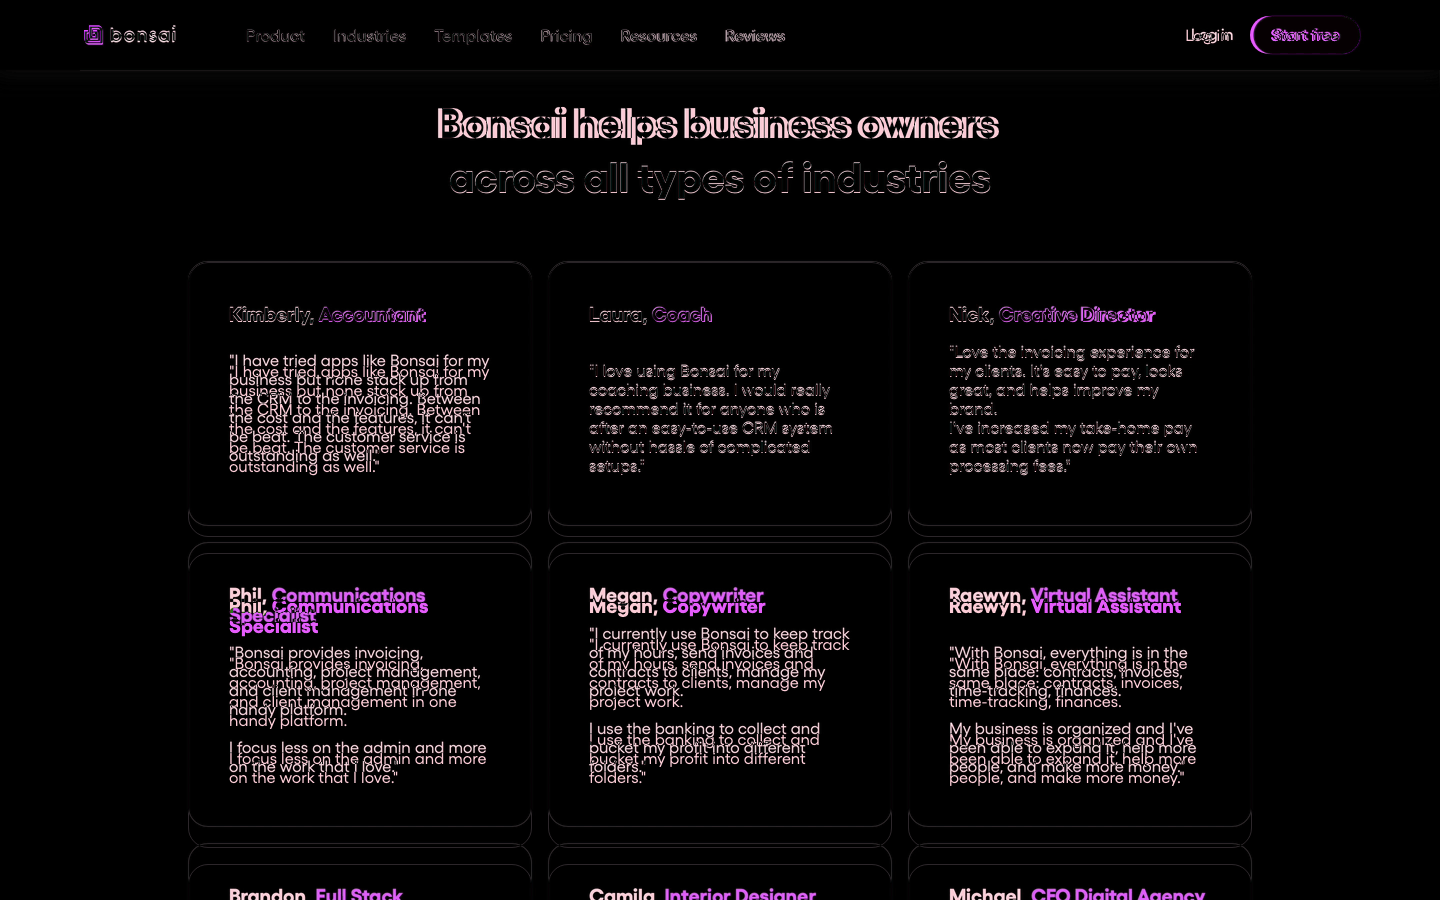 bonsai
Product Industries Templates Pricing Resources Reviews
Log in Start free
Bonsai helps business owners
across all types of industries
Kimberly, Accountant
"I have tried apps like Bonsai for my
business but none stack up from
the CRM to the invoicing. Between
the cost and the features, it can't
be beat. The customer service is
outstanding as well."
Laura, Coach
"I love using Bonsai for my
coaching business. I would really
recommend it for anyone who is
after an easy-to-use CRM system
without hassle of complicated
setups."
Nick, Creative Director
"Love the invoicing experience for
my clients. It's easy to pay, looks
great, and helps improve my
brand.
I've increased my take-home pay
as most clients now pay their own
processing fees."
Phil, Communications
Specialist
"Bonsai provides invoicing,
accounting, project management,
and client management in one
handy platform.
I focus less on the admin and more
on the work that I love."
Megan, Copywriter
"I currently use Bonsai to keep track
of my hours, send invoices and
contracts to clients, manage my
project work.
I use the banking to collect and
bucket my profit into different
folders."
Raewyn, Virtual Assistant
"With Bonsai, everything is in the
same place: contracts, invoices,
time-tracking, finances.
My business is organized and I've
been able to expand it, help more
people, and make more money."
Brandon, Full Stack
Camila, Interior Designer
Michael, CEO Digital Agency